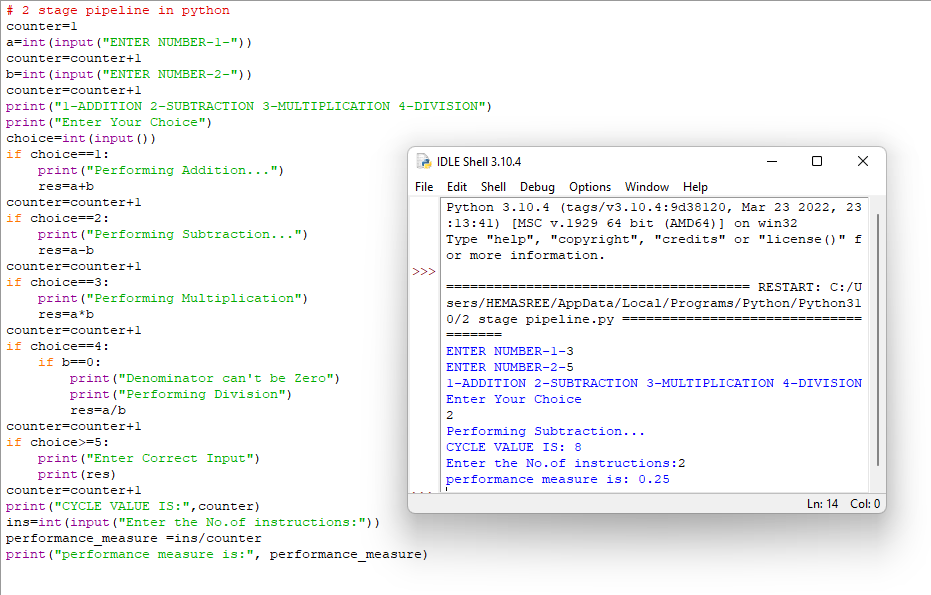 # 2 stage pipeline in python
counter=1
a=int(input("ENTER NUMBER-1-"))
counter=counter+1
b=int(input("ENTER NUMBER-2-"))
counter=counter+1
print("1-ADDITION 2-SUBTRACTION 3-MULTIPLICATION 4-DIVISION")
print("Enter Your Choice")
choice=int(input())
if choice==1:
    print("Performing Addition...")
    res=a+b
counter=counter+1
if choice==2:
    print("Performing Subtraction...")
    res=a-b
counter=counter+1
if choice==3:
    print("Performing Multiplication")
    res=a*b
counter=counter+1
if choice==4:
    if b==0:
        print("Denominator can't be Zero")
        print("Performing Division")
        res=a/b
counter=counter+1
if choice>=5:
    print("Enter Correct Input")
    print(res)
counter=counter+1
print("CYCLE VALUE IS:",counter)
ins=int(input("Enter the No.of instructions:"))
performance_measure =ins/counter
print("performance measure is:", performance_measure)
IDLE Shell 3.10.4
File Edit Shell Debug Options Window Help
Python 3.10.4 (tags/v3.10.4:9d38120, Mar 23 2022, 23
:13:41) [MSC v.1929 64 bit (AMD64)] on win32
Type "help", "copyright", "credits" or "license()" f
or more information.
>>>
====================================== RESTART: C:/U
sers/HEMASREE/AppData/Local/Programs/Python/Python31
0/2 stage pipeline.py ==============================
=======
ENTER NUMBER-1-3
ENTER NUMBER-2-5
1-ADDITION 2-SUBTRACTION 3-MULTIPLICATION 4-DIVISION
Enter Your Choice
2
Performing Subtraction...
CYCLE VALUE IS: 8
Enter the No.of instructions:2
performance measure is: 0.25
Ln: 14 Col: 0